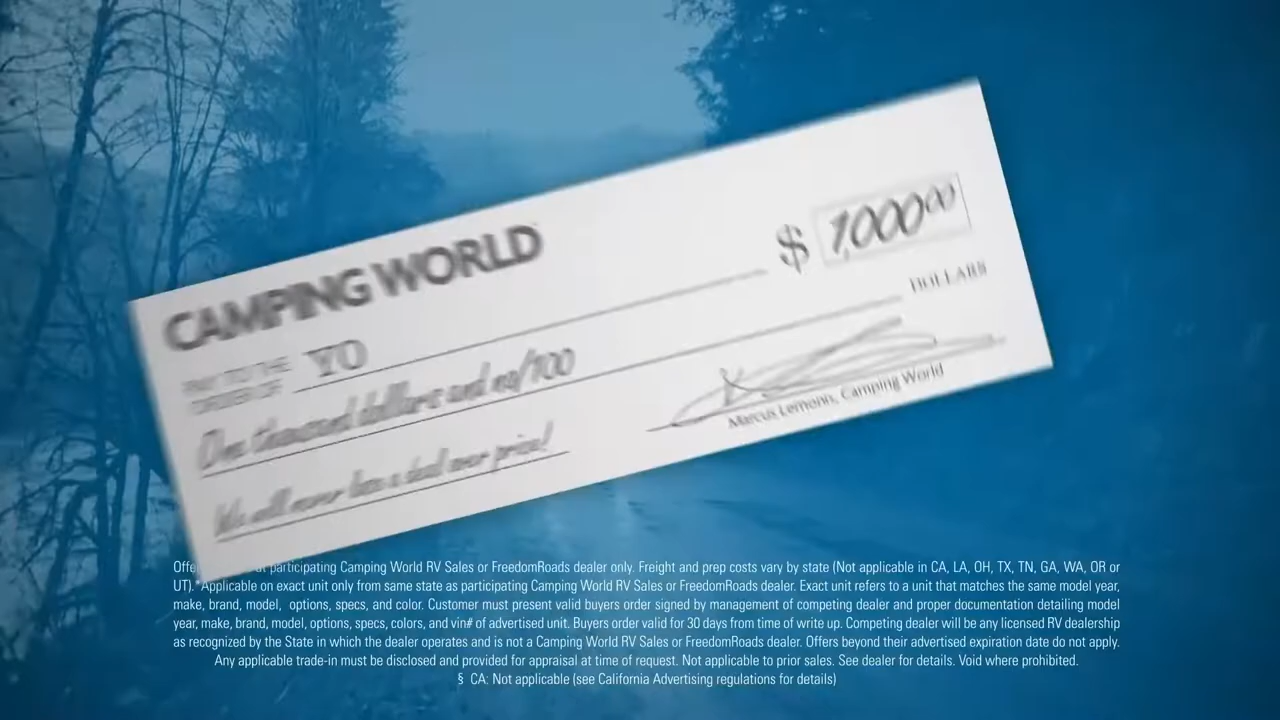 CAMPING WORLD
$ 1,000 00
PAY TO THE
ORDER OF YO
DOLLARS
One thousand dollars and no/100
Marcus Lemonis, Camping World
We will never lose a deal over price!
at participating Camping World RV Sales or FreedomRoads dealer only. Freight and prep costs vary by state (Not applicable in CA, LA, OH, TX, TN, GA, WA, OR or
UT).*Applicable on exact unit only from same state as participating Camping World RV Sales or FreedomRoads dealer. Exact unit refers to a unit that matches the same model year,
make, brand, model, options, specs, and color. Customer must present valid buyers order signed by management of competing dealer and proper documentation detailing model
year, make, brand, model, options, specs, colors, and vin# of advertised unit. Buyers order valid for 30 days from time of write up. Competing dealer will be any licensed RV dealership
as recognized by the State in which the dealer operates and is not a Camping World RV Sales or FreedomRoads dealer. Offers beyond their advertised expiration date do not apply.
Any applicable trade-in must be disclosed and provided for appraisal at time of request. Not applicable to prior sales. See dealer for details. Void where prohibited.
§ CA: Not applicable (see California Advertising regulations for details)